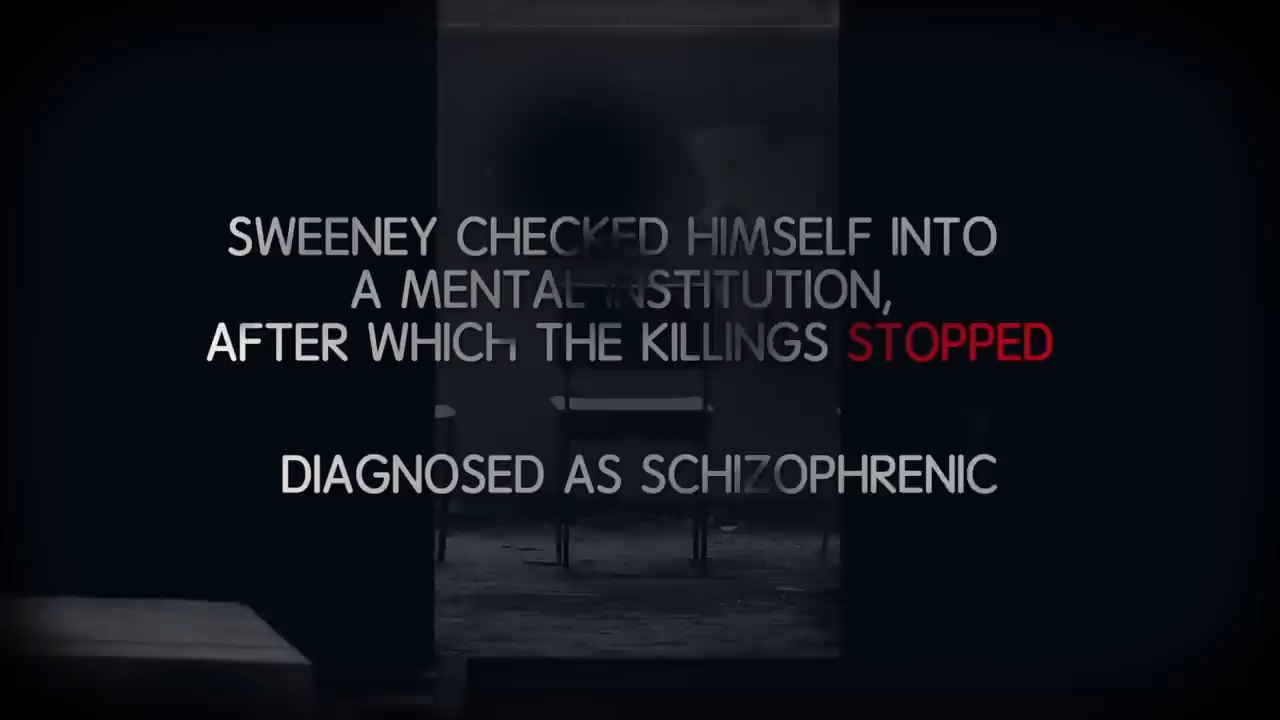 SWEENEY CHECKED HIMSELF INTO
A MENTAL INSTITUTION,
AFTER WHICH THE KILLINGS STOPPED
DIAGNOSED AS SCHIZOPHRENIC